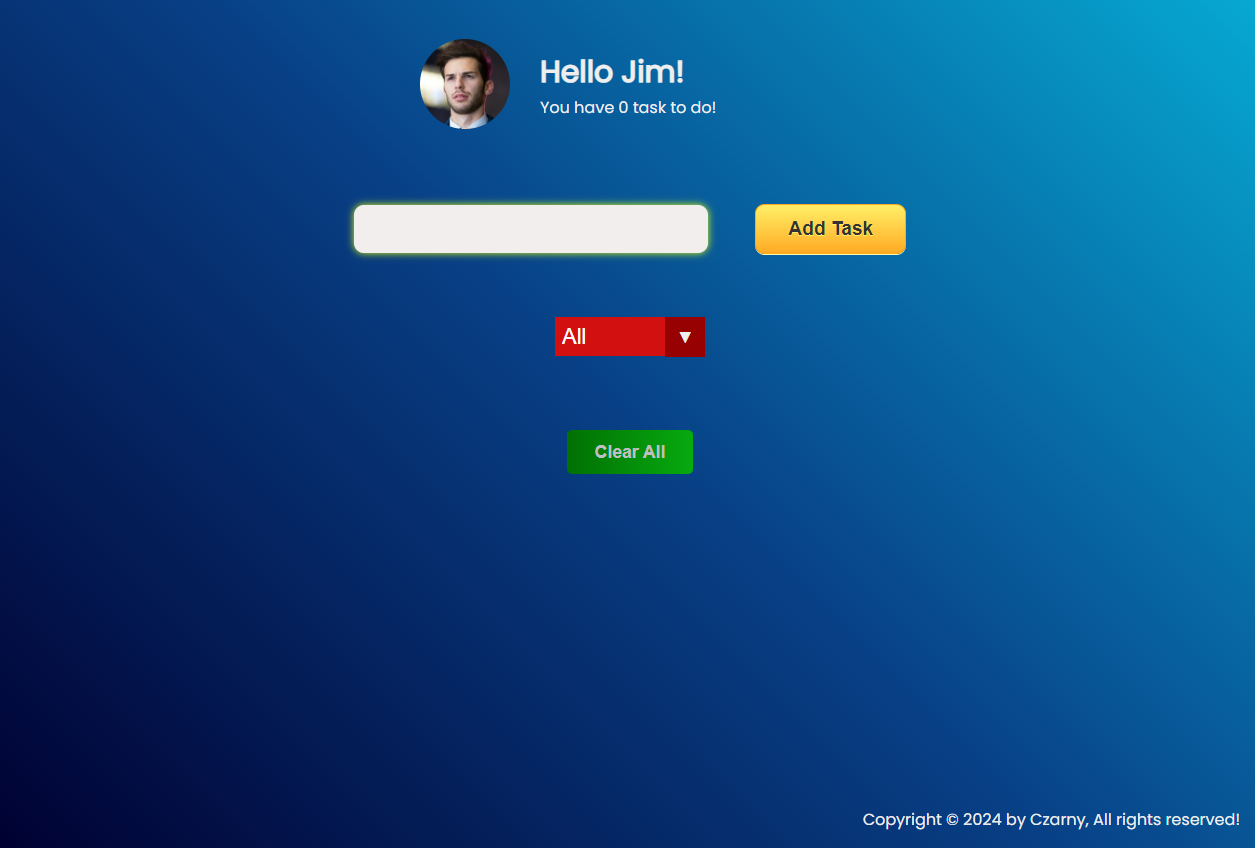 Hello Jim!
You have 0 task to do!
Add Task
All ▼
Clear All
Copyright © 2024 by Czarny, All rights reserved!